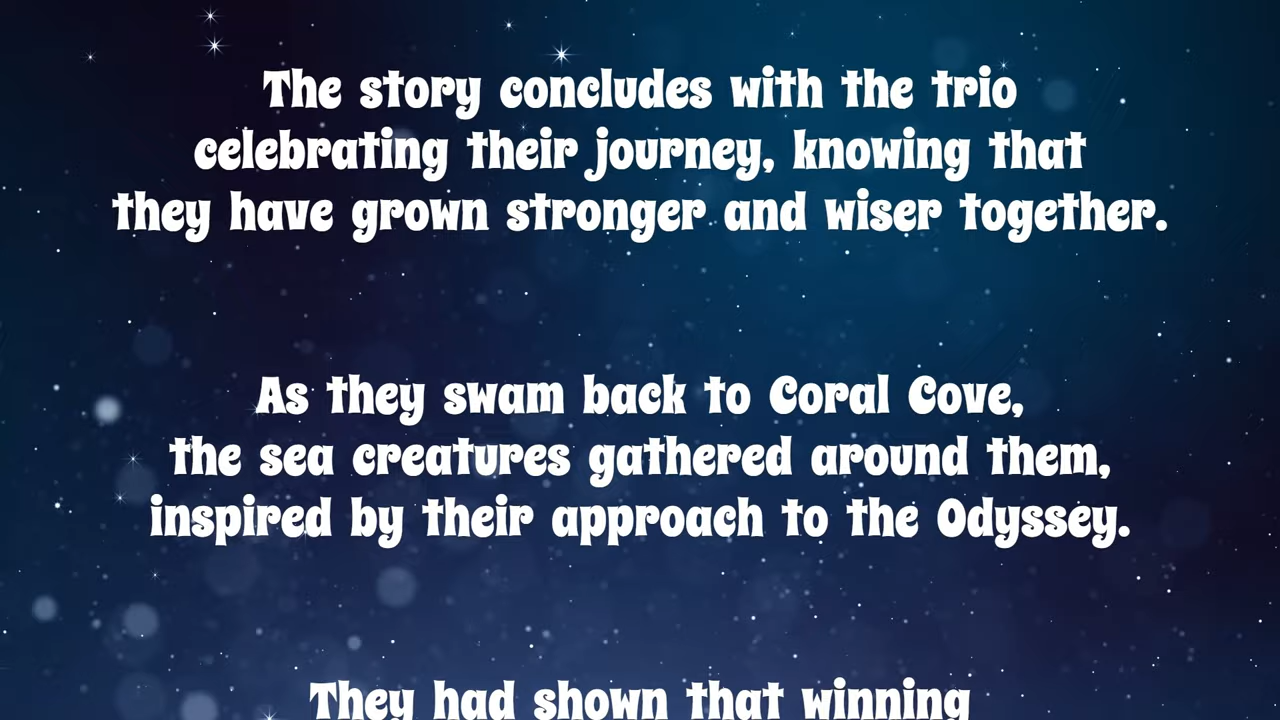 The story concludes with the trio
celebrating their journey, knowing that
they have grown stronger and wiser together.
As they swam back to Coral Cove,
the sea creatures gathered around them,
inspired by their approach to the Odyssey.
They had shown that winning